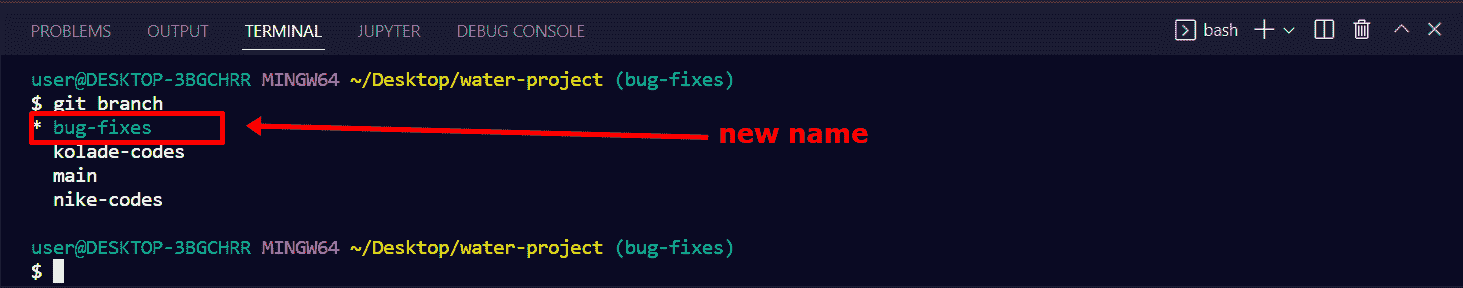 PROBLEMS OUTPUT TERMINAL JUPYTER DEBUG CONSOLE bash
user@DESKTOP-3BGCHRR MINGW64 ~/Desktop/water-project (bug-fixes)
$ git branch
* bug-fixes
new name
kolade-codes
main
nike-codes
user@DESKTOP-3BGCHRR MINGW64 ~/Desktop/water-project (bug-fixes)
$